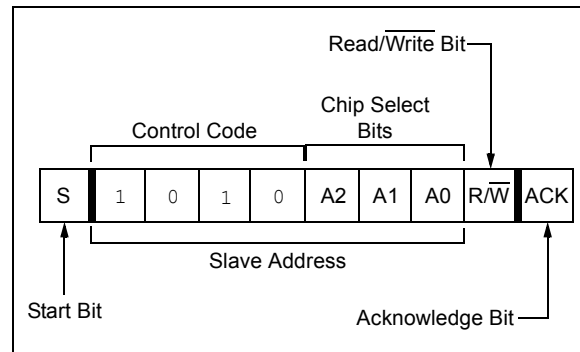 Read/Write Bit
Chip Select
Bits
Control Code
S 1 0 1 0 A2 A1 A0 R/W ACK
Slave Address
Start Bit
Acknowledge Bit